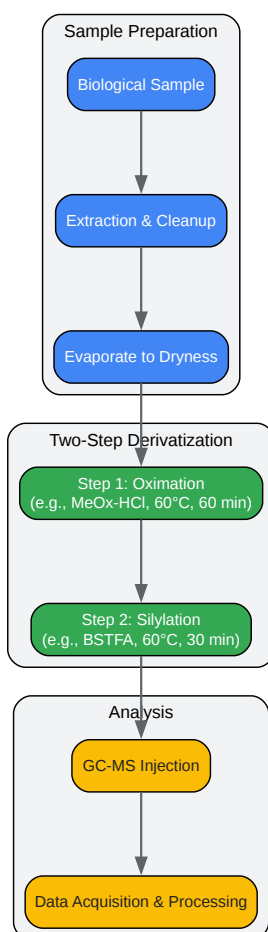 Sample Preparation
Biological Sample
Extraction & Cleanup
Evaporate to Dryness
Two-Step Derivatization
Step 1: Oximation
(e.g., MeOx-HCl, 60°C, 60 min)
Step 2: Silylation
(e.g., BSTFA, 60°C, 30 min)
Analysis
GC-MS Injection
Data Acquisition & Processing